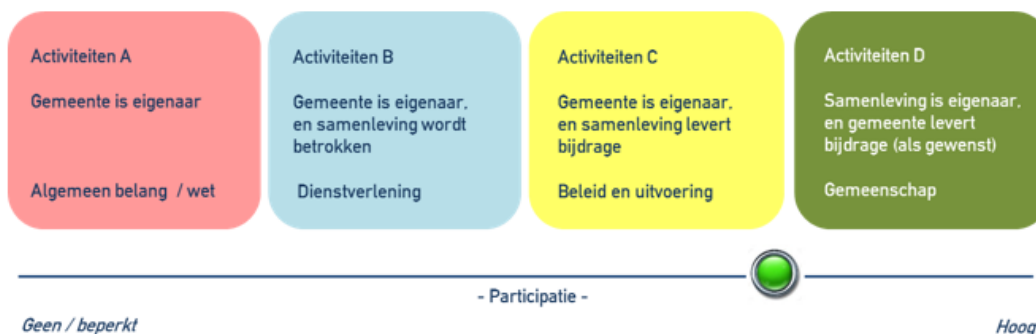 Activiteiten A
Gemeente is eigenaar
Algemeen belang / wet
Activiteiten B
Gemeente is eigenaar,
en samenleving wordt
betrokken
Dienstverlening
Activiteiten C
Gemeente is eigenaar,
en samenleving levert
bijdrage
Beleid en uitvoering
Activiteiten D
Samenleving is eigenaar,
en gemeente levert
bijdrage (als gewenst)
Gemeenschap
- Participatie -
Geen / beperkt